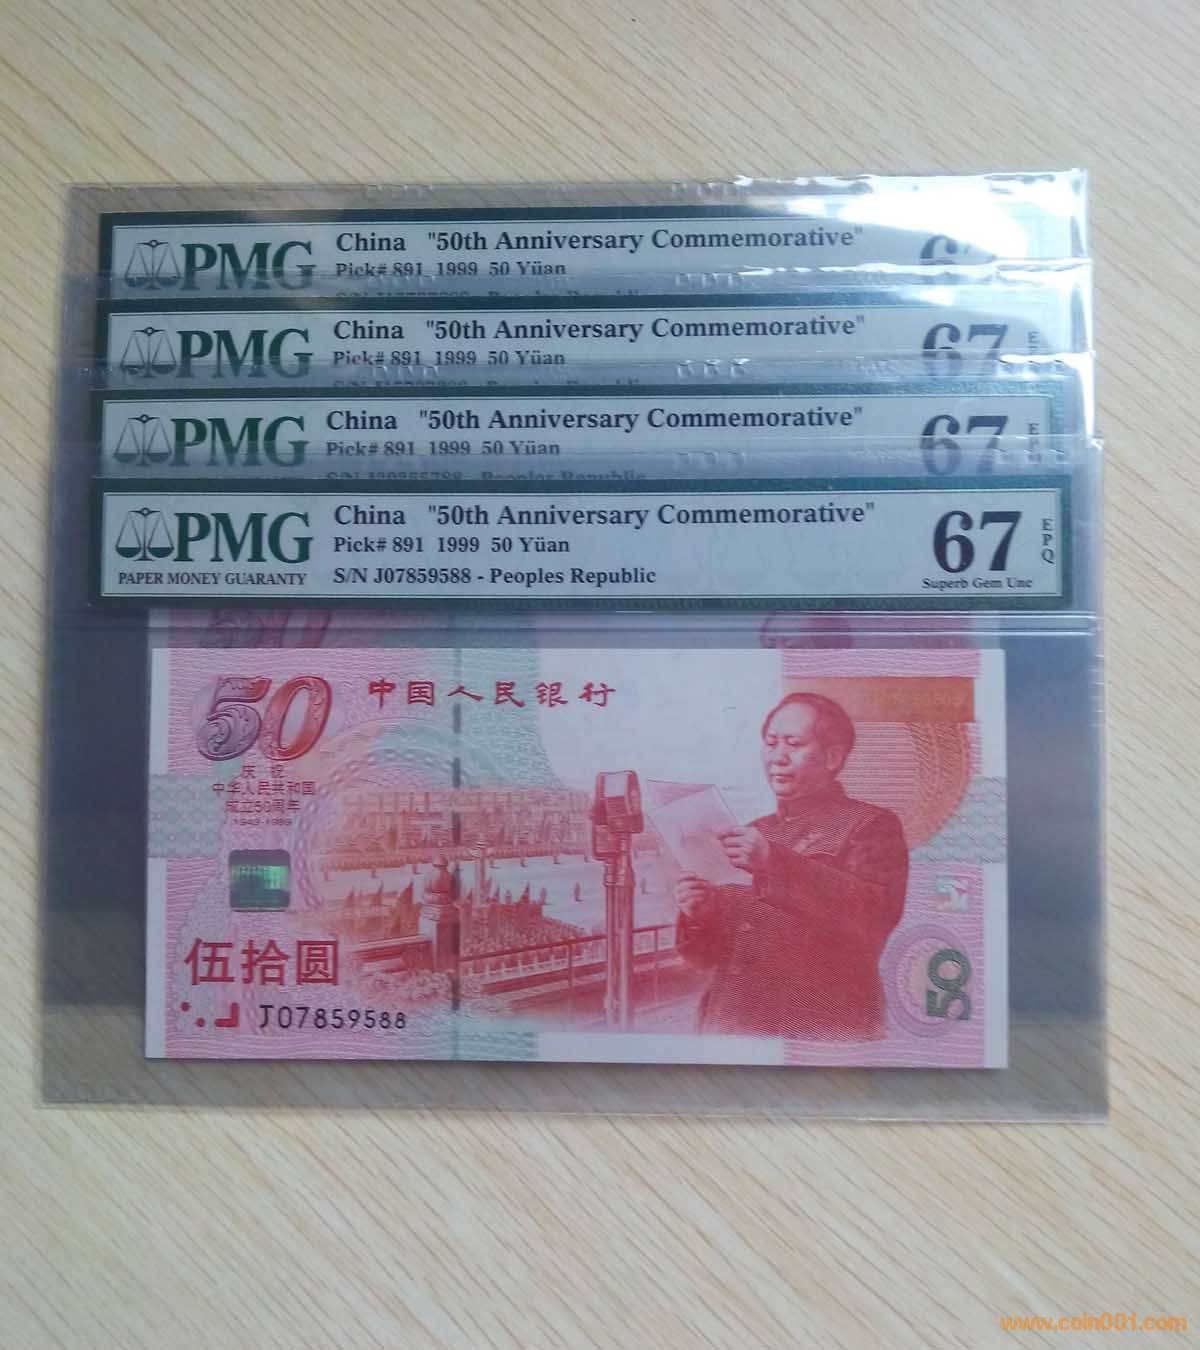 PMG
China "50th Anniversary Commemorative"
Pick# 891 1999 50 Yüan
PMG
China "50th Anniversary Commemorative"
67
Pick# 891 1999 50 Yüan
PMG
China "50th Anniversary Commemorative"
67
Pick# 891 1999 50 Yüan
PMG
PAPER MONEY GUARANTY
China "50th Anniversary Commemorative"
Pick# 891 1999 50 Yüan
S/N J07859588 - Peoples Republic
67
EPQ
Superb Gem Unc
50
中国人民银行
庆祝
中华人民共和国
成立50周年
1949-1999
伍拾圆
J07859588
50
www.coin001.com